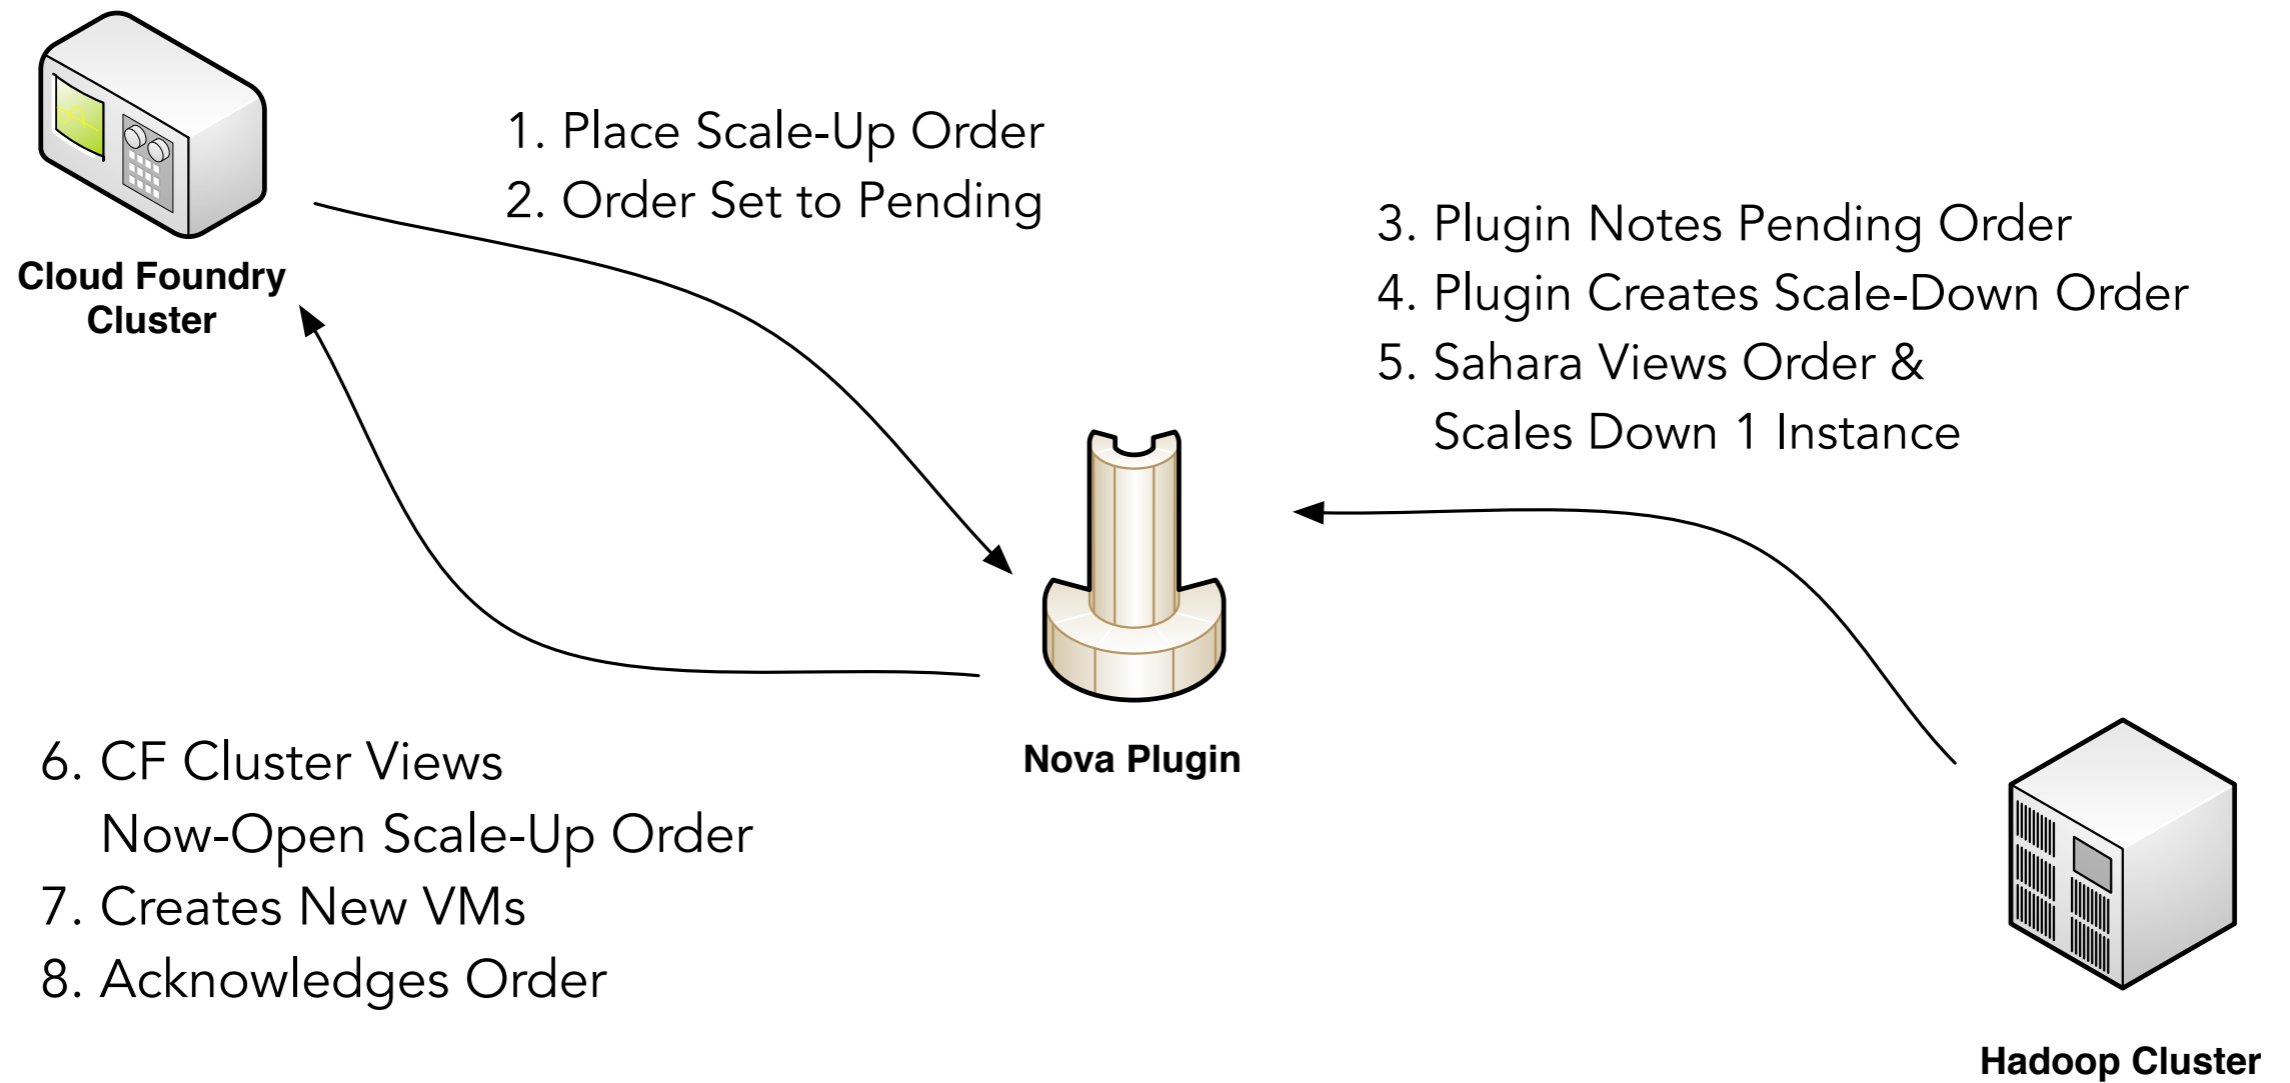 1. Place Scale-Up Order
2. Order Set to Pending
Cloud Foundry
Cluster
3. Plugin Notes Pending Order
4. Plugin Creates Scale-Down Order
5. Sahara Views Order &
Scales Down 1 Instance
Nova Plugin
6. CF Cluster Views
Now-Open Scale-Up Order
7. Creates New VMs
8. Acknowledges Order
Hadoop Cluster